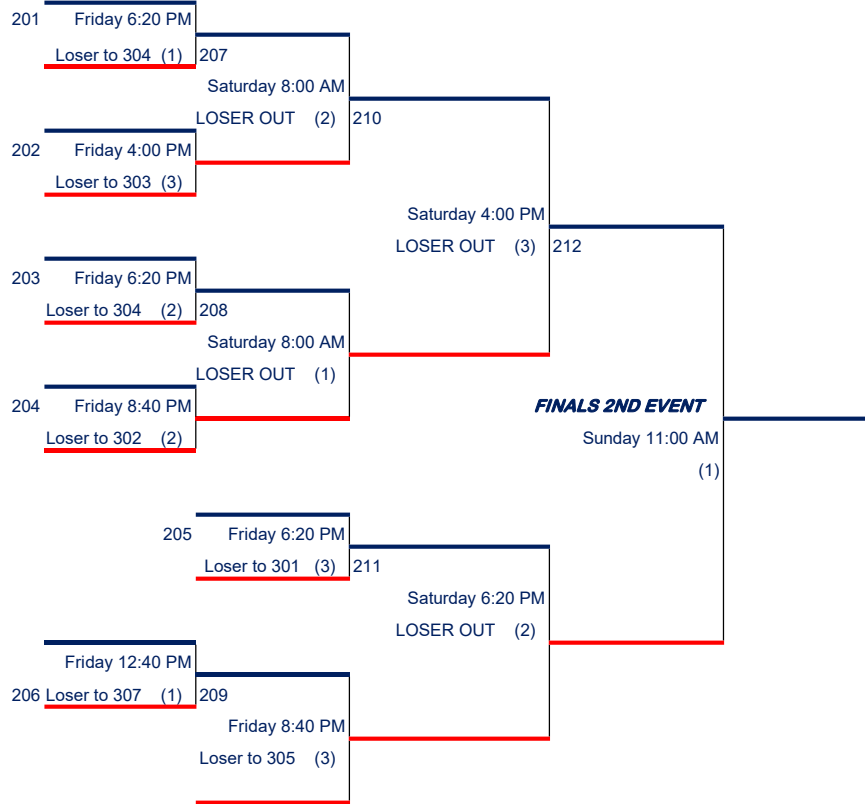 201 Friday 6:20 PM
Loser to 304 (1) 207
Saturday 8:00 AM
LOSER OUT (2) 210
202 Friday 4:00 PM
Loser to 303 (3)
Saturday 4:00 PM
LOSER OUT (3) 212
203 Friday 6:20 PM
Loser to 304 (2) 208
Saturday 8:00 AM
LOSER OUT (1)
204 Friday 8:40 PM
Loser to 302 (2)
FINALS 2ND EVENT
Sunday 11:00 AM
(1)
205 Friday 6:20 PM
Loser to 301 (3) 211
Saturday 6:20 PM
LOSER OUT (2)
Friday 12:40 PM
206 Loser to 307 (1) 209
Friday 8:40 PM
Loser to 305 (3)